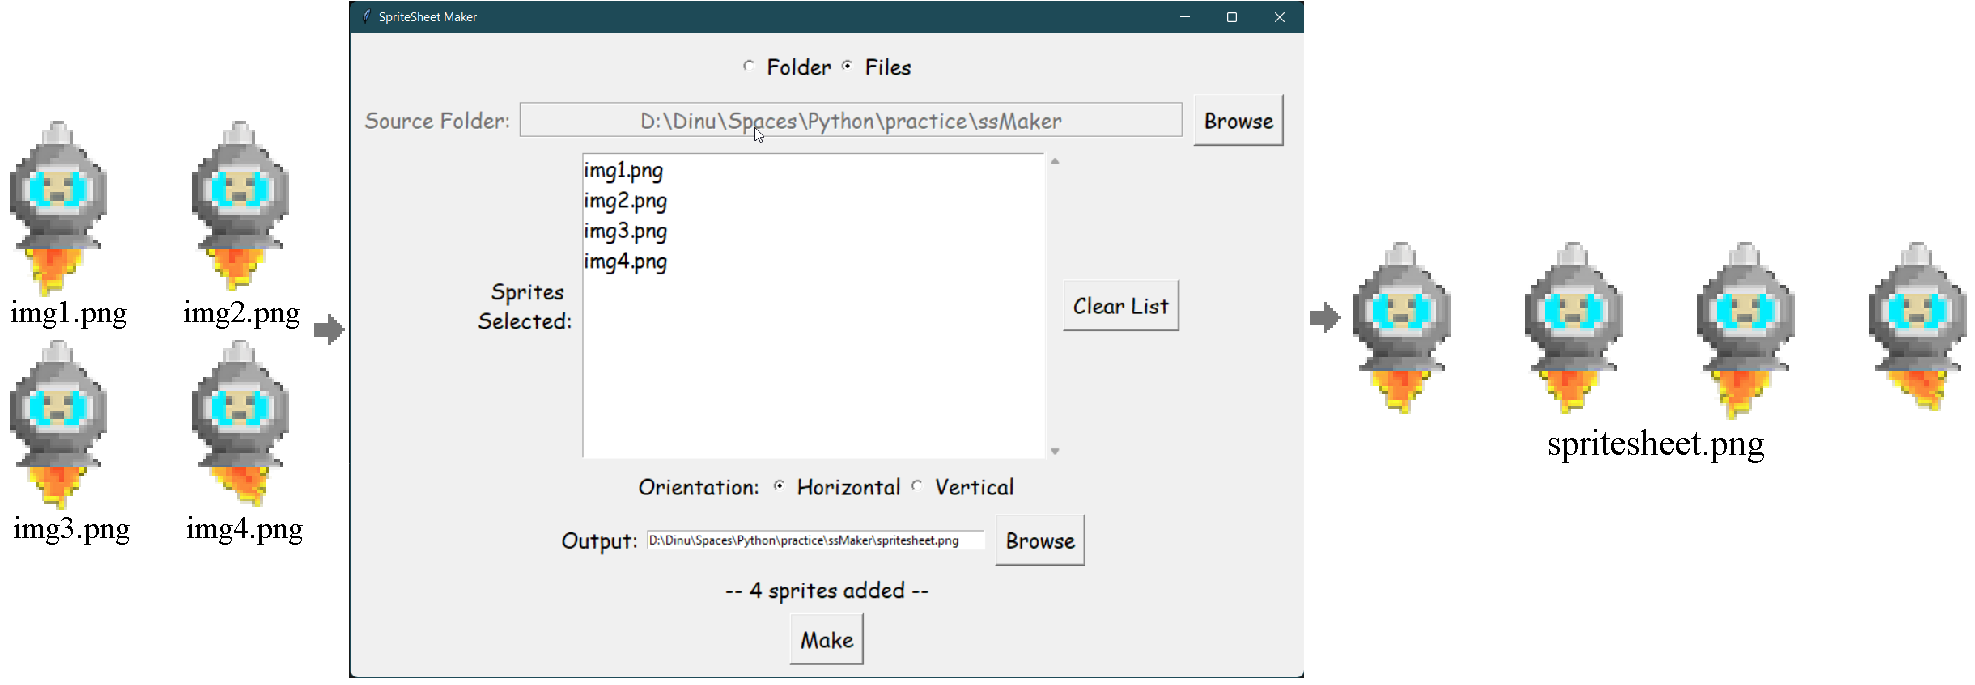 img1.png img2.png
img3.png img4.png
SpriteSheet Maker
Folder Files
Source Folder: D:\Dinu\Spaces\Python\practice\ssMaker Browse
img1.png
img2.png
img3.png
img4.png
Sprites
Selected:
Clear List
Orientation: Horizontal Vertical
Output: D:\Dinu\Spaces\Python\practice\ssMaker\spritesheet.png Browse
-- 4 sprites added --
Make
spritesheet.png